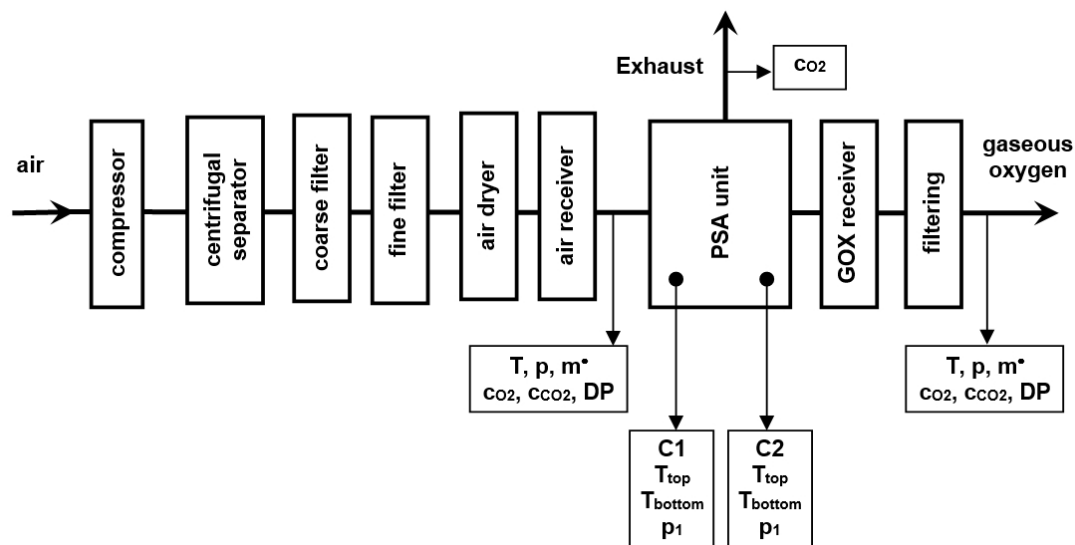 air
compressor
centrifugal
separator
coarse filter
fine filter
air dryer
air receiver
Exhaust
cO2
PSA unit
GOX receiver
filtering
gaseous
oxygen
T, p, m•
cO2, cCO2, DP
C1
Ttop
Tbottom
p1
C2
Ttop
Tbottom
p1
T, p, m•
cO2, cCO2, DP